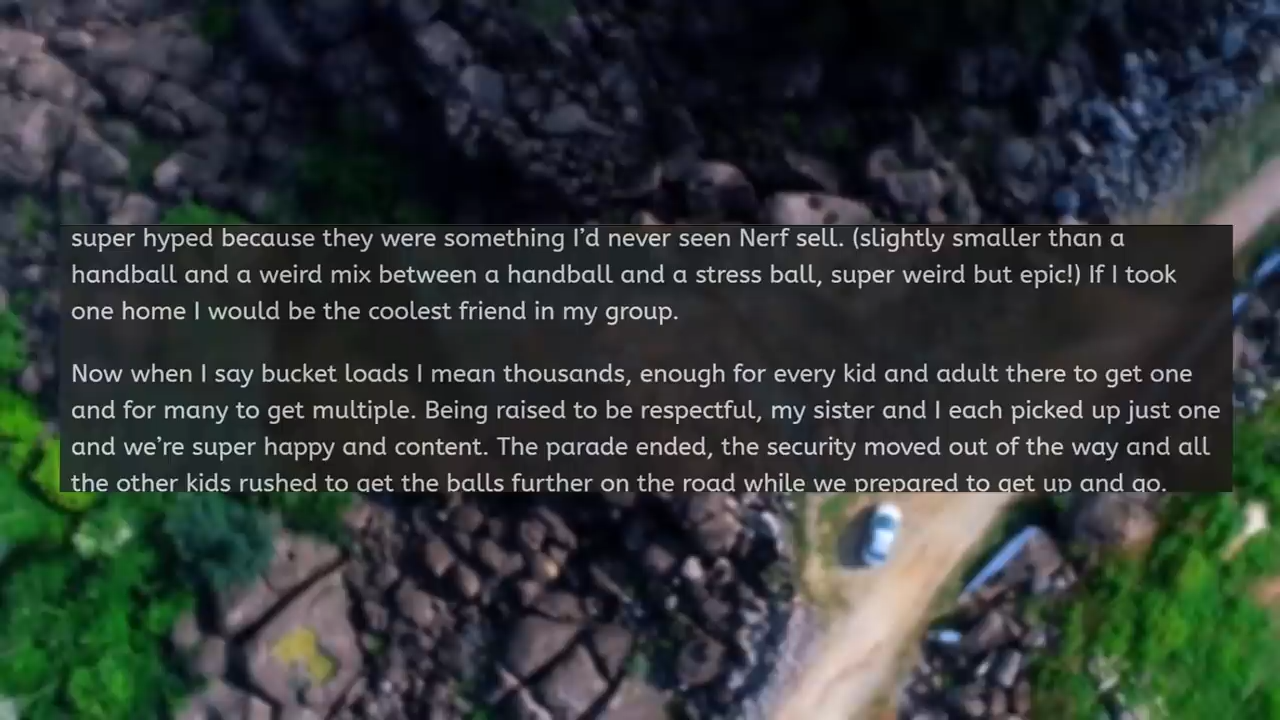 super hyped because they were something I’d never seen Nerf sell. (slightly smaller than a
handball and a weird mix between a handball and a stress ball, super weird but epic!) If I took
one home I would be the coolest friend in my group.
Now when I say bucket loads I mean thousands, enough for every kid and adult there to get one
and for many to get multiple. Being raised to be respectful, my sister and I each picked up just one
and we’re super happy and content. The parade ended, the security moved out of the way and all
the other kids rushed to get the balls further on the road while we prepared to get up and go.